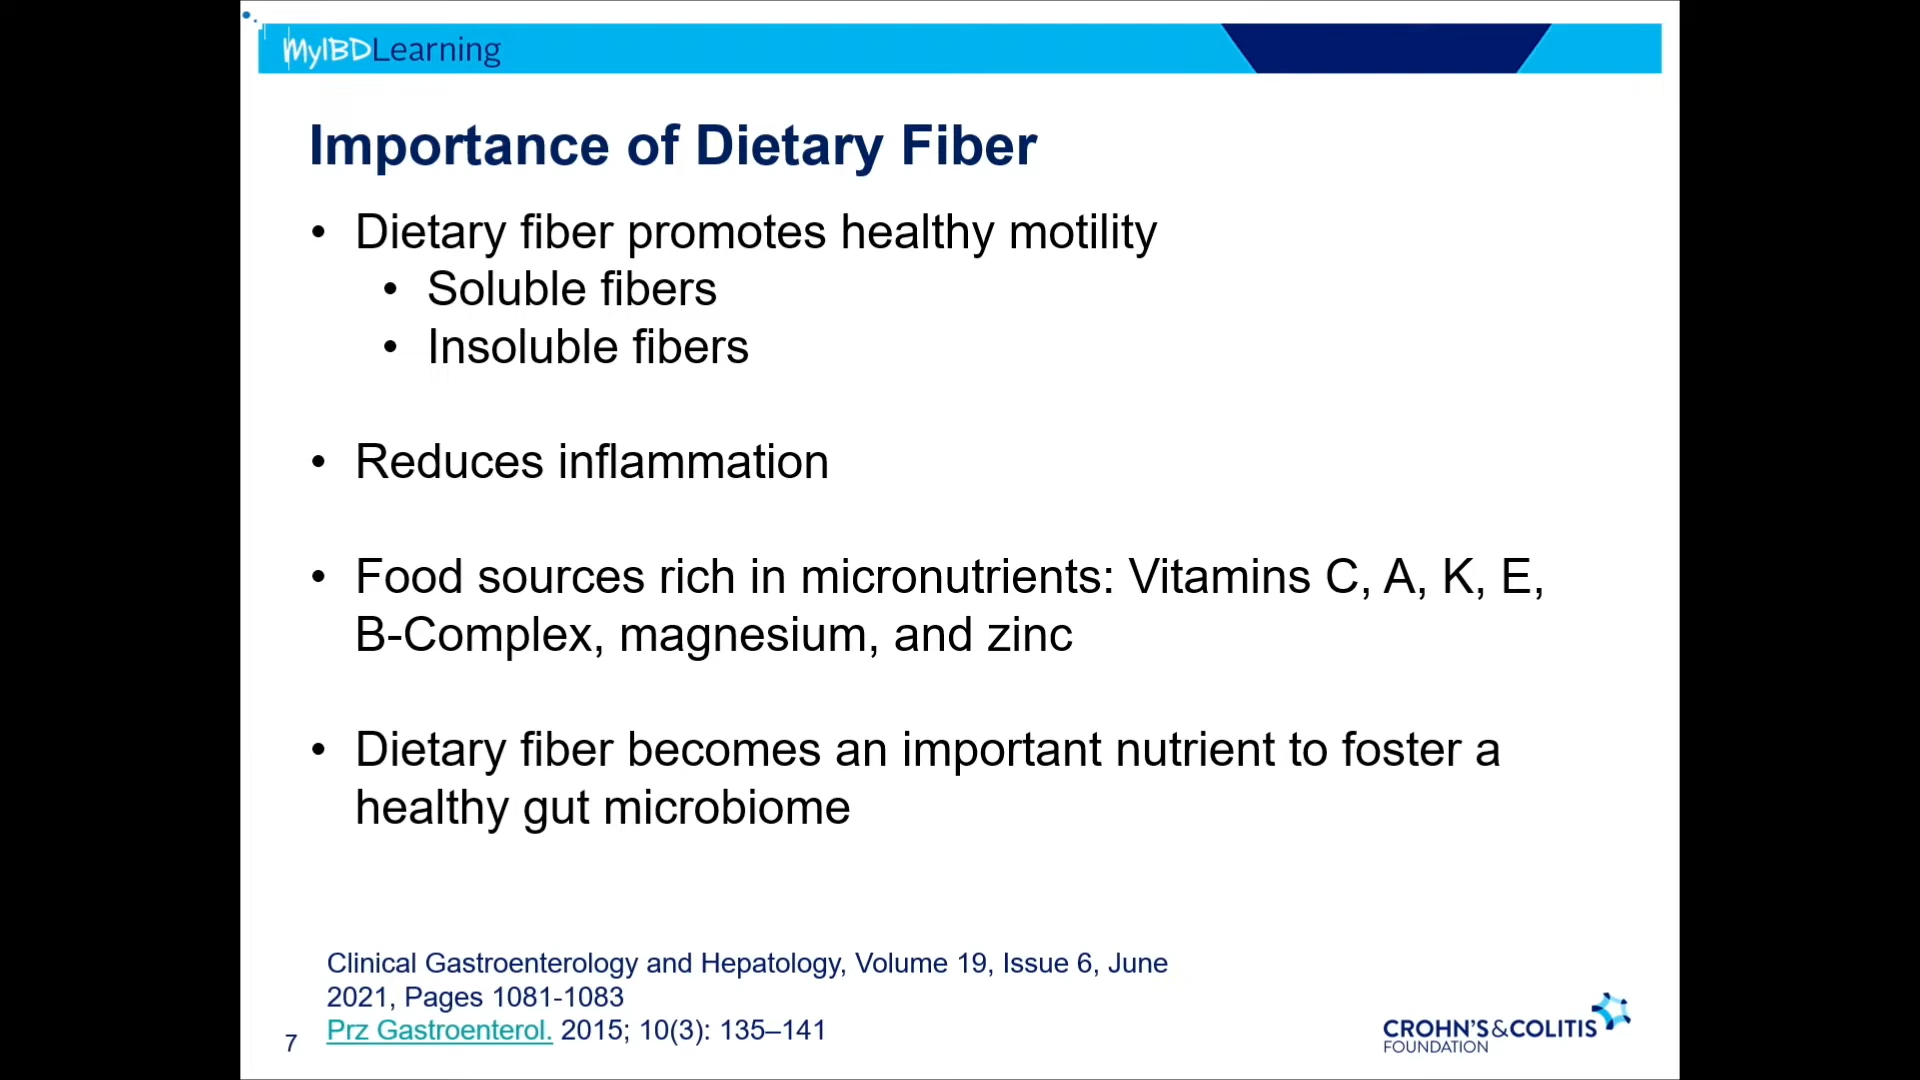 MyIBDLearning
Importance of Dietary Fiber
• Dietary fiber promotes healthy motility
• Soluble fibers
• Insoluble fibers
• Reduces inflammation
• Food sources rich in micronutrients: Vitamins C, A, K, E,
B-Complex, magnesium, and zinc
• Dietary fiber becomes an important nutrient to foster a
healthy gut microbiome
Clinical Gastroenterology and Hepatology, Volume 19, Issue 6, June
2021, Pages 1081-1083
Prz Gastroenterol. 2015; 10(3): 135–141
7
CROHN'S&COLITIS
FOUNDATION